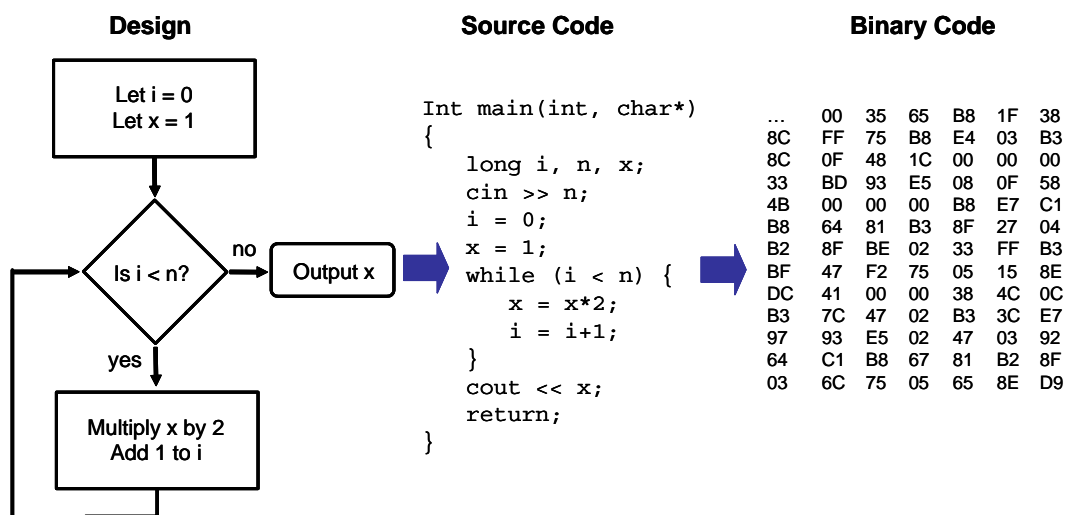 Design
Let i = 0
Let x = 1
Is i < n?
no
Output x
yes
Multiply x by 2
Add 1 to i
Source Code
Int main(int, char*)
{
long i, n, x;
cin >> n;
i = 0;
x = 1;
while (i < n) {
x = x*2;
i = i+1;
}
cout << x;
return;
}
Binary Code
... 00 35 65 B8 1F 38
8C FF 75 B8 E4 03 B3
8C 0F 48 1C 00 00 00
33 BD 93 E5 08 0F 58
4B 00 00 00 B8 E7 C1
B8 64 81 B3 8F 27 04
B2 8F BE 02 33 FF B3
BF 47 F2 75 05 15 8E
DC 41 00 00 38 4C 0C
B3 7C 47 02 B3 3C E7
97 93 E5 02 47 03 92
64 C1 B8 67 81 B2 8F
03 6C 75 05 65 8E D9